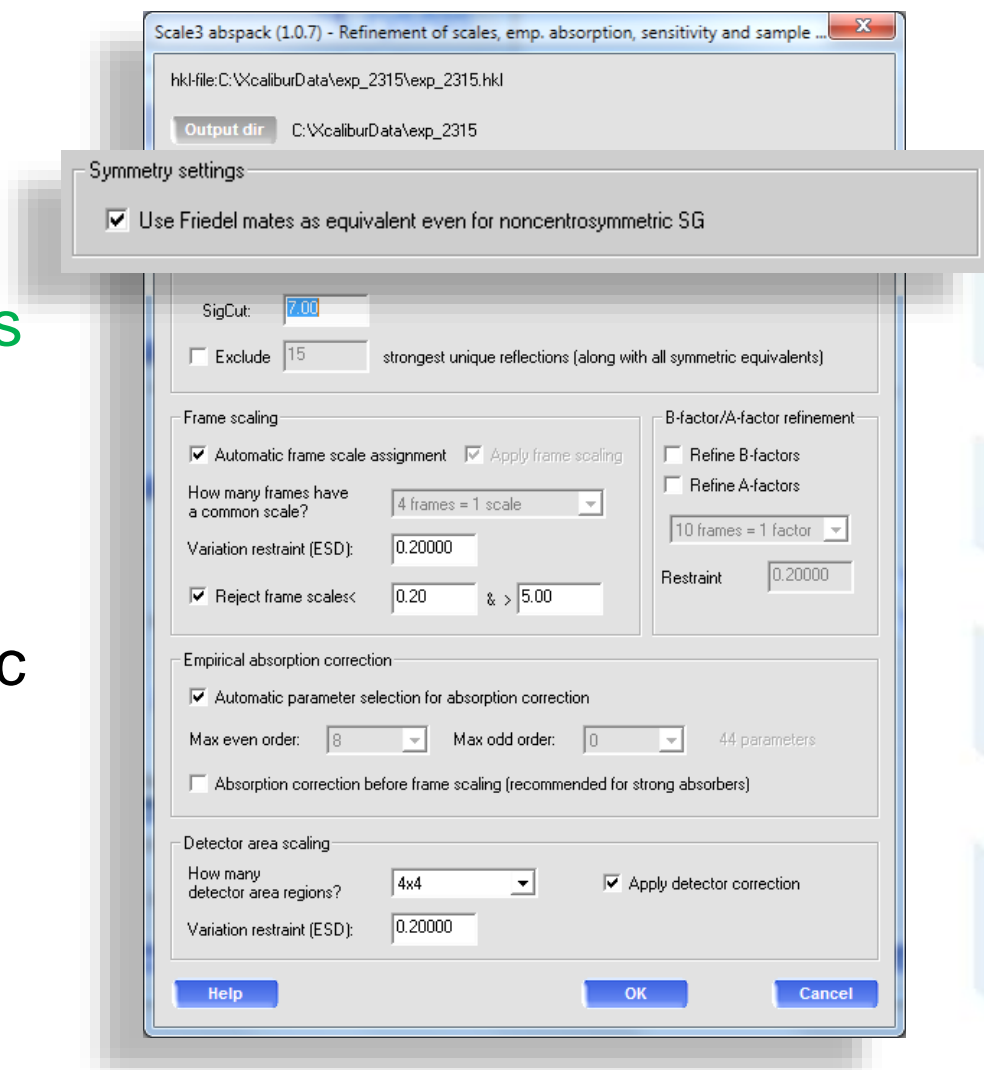 Scale3 abspack (1.0.7) - Refinement of scales, emp. absorption, sensitivity and sample ...
hkl-file:C:\XcaliburData\exp_2315\exp_2315.hkl
Output dir C:\XcaliburData\exp_2315
Symmetry settings
Use Friedel mates as equivalent even for noncentrosymmetric SG
s
SigCut: 7.00
Exclude 15 strongest unique reflections (along with all symmetric equivalents)
Frame scaling B-factor/A-factor refinement
Automatic frame scale assignment Apply frame scaling Refine B-factors
Refine A-factors
How many frames have
a common scale? 4 frames = 1 scale 10 frames = 1 factor
Variation restraint (ESD): 0.20000
Restraint 0.20000
Reject frame scales< 0.20 & > 5.00
c
Empirical absorption correction
Automatic parameter selection for absorption correction
Max even order: 8 Max odd order: 0 44 parameters
Absorption correction before frame scaling (recommended for strong absorbers)
Detector area scaling
How many
detector area regions? 4x4 Apply detector correction
Variation restraint (ESD): 0.20000
Help OK Cancel